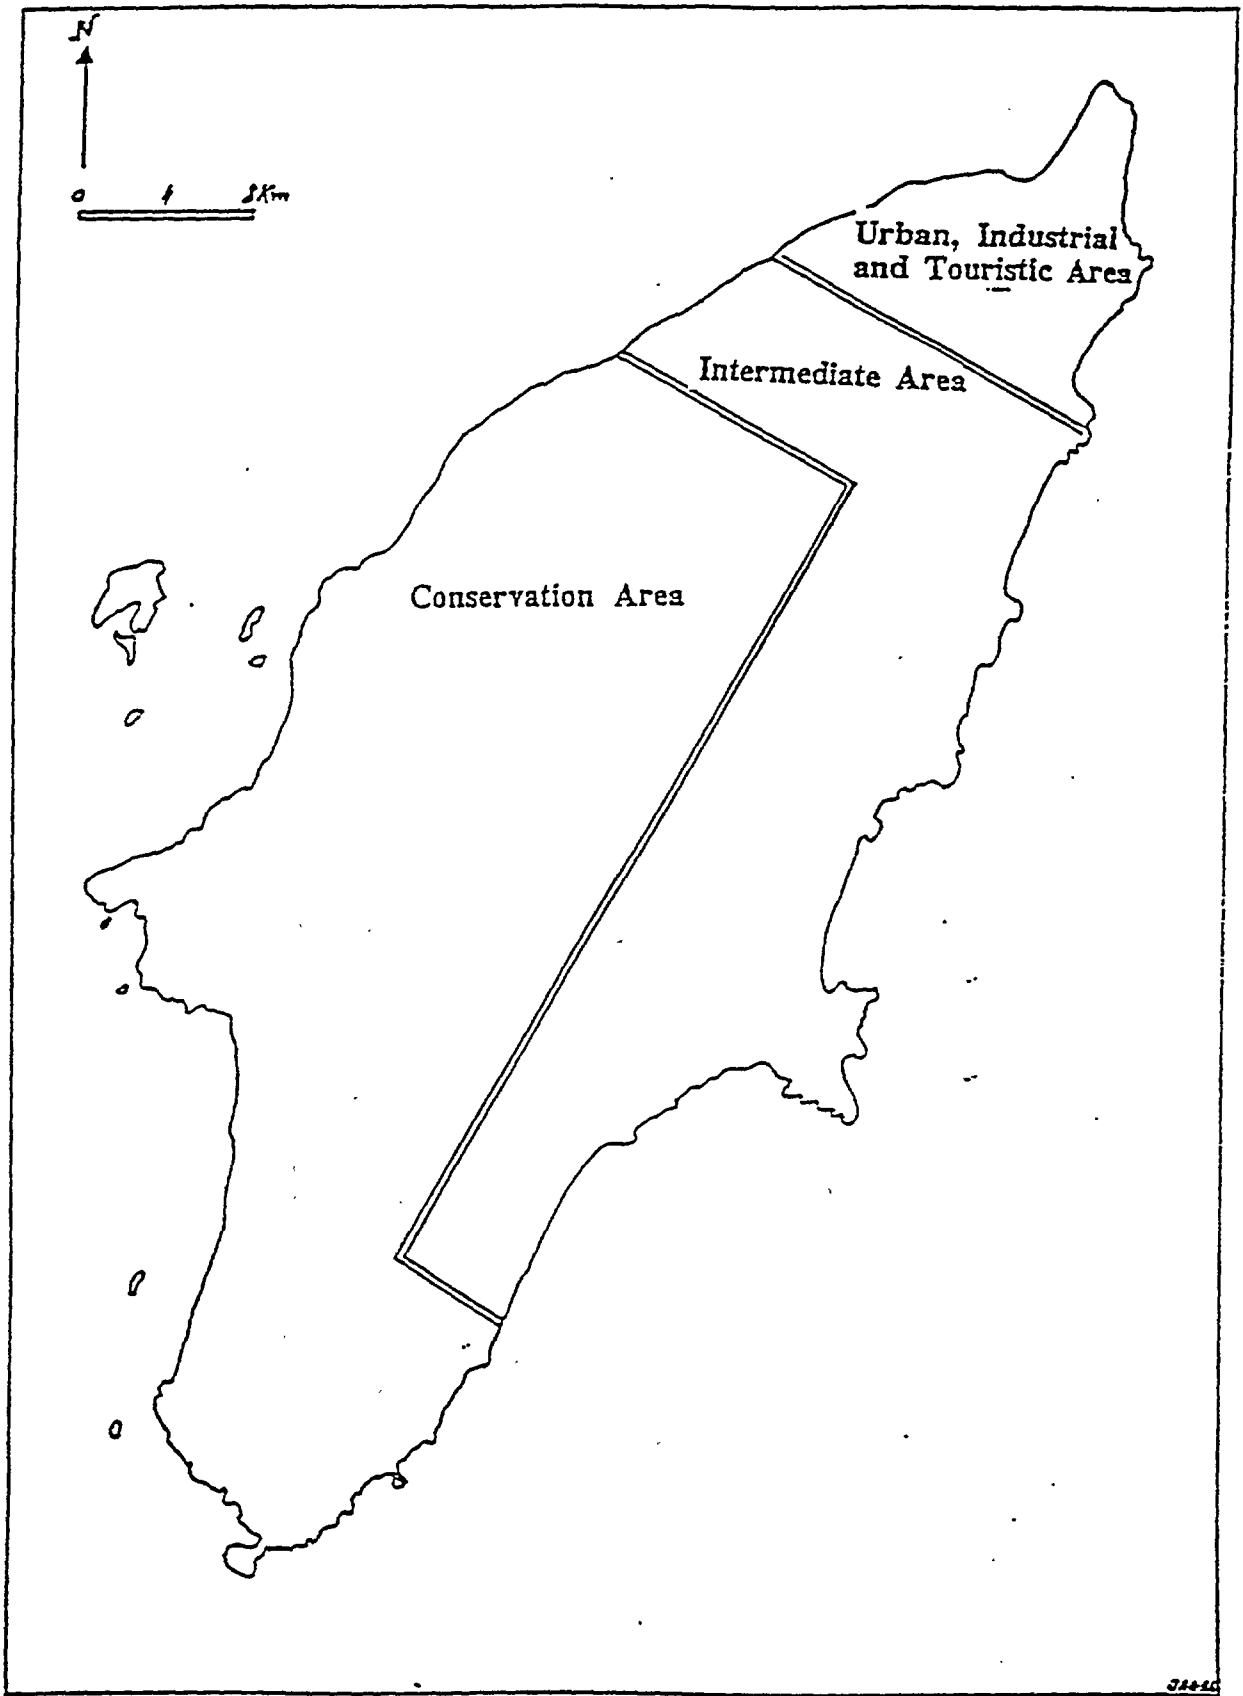 N
0 4 8Km
Urban, Industrial
and Touristic Area
Intermediate Area
Conservation Area